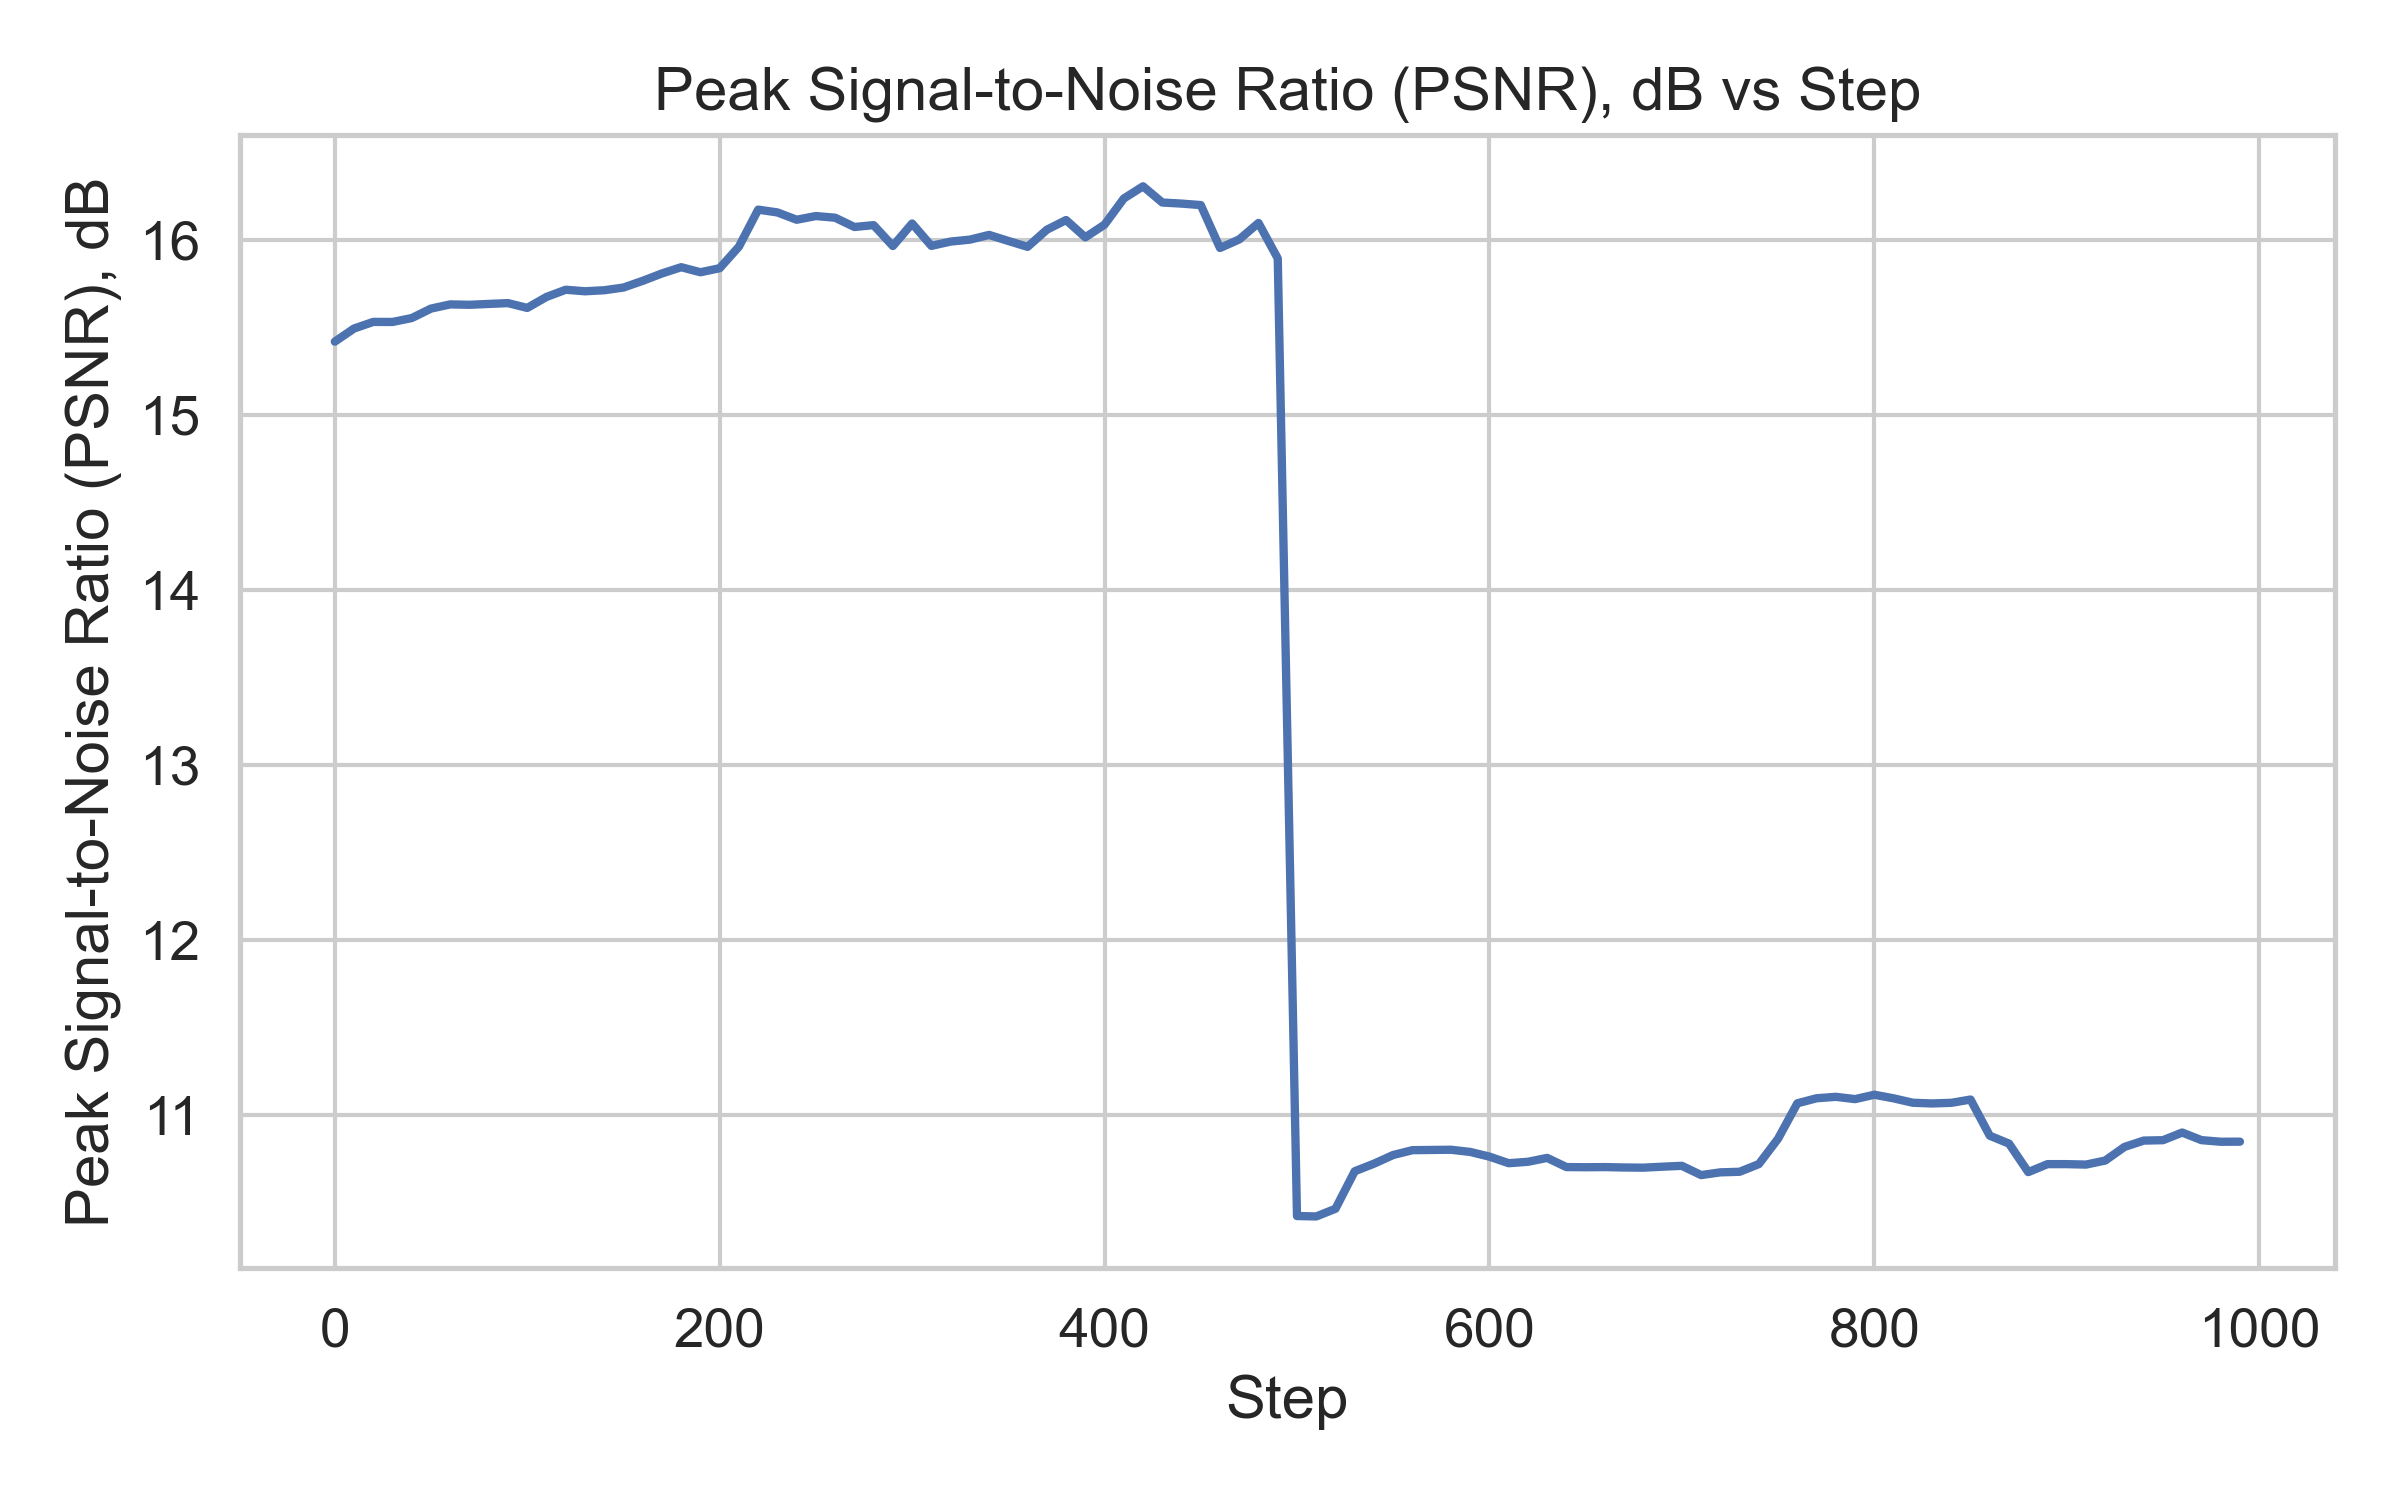 Peak Signal-to-Noise Ratio (PSNR), dB vs Step
Peak Signal-to-Noise Ratio (PSNR), dB
16
15
14
13
12
11
0 200 400 600 800 1000
Step